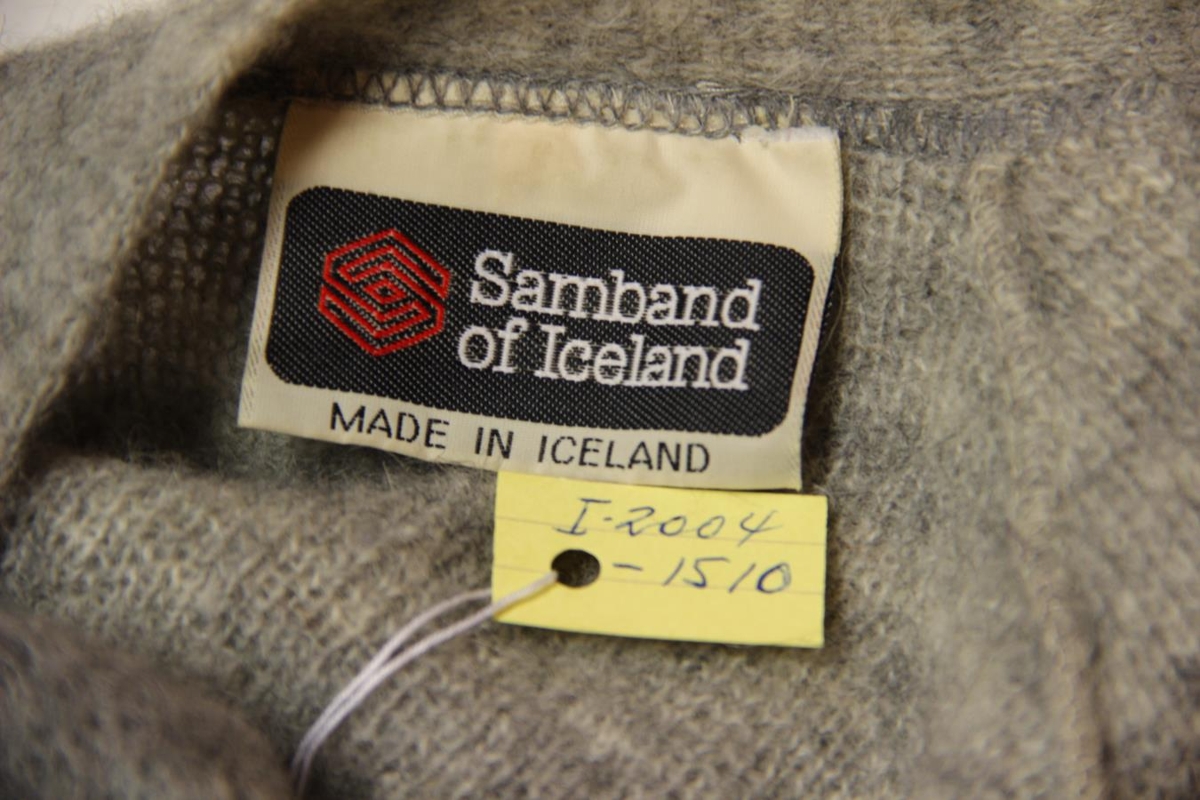 Samband
of Iceland
MADE IN ICELAND
I-2004
-1510